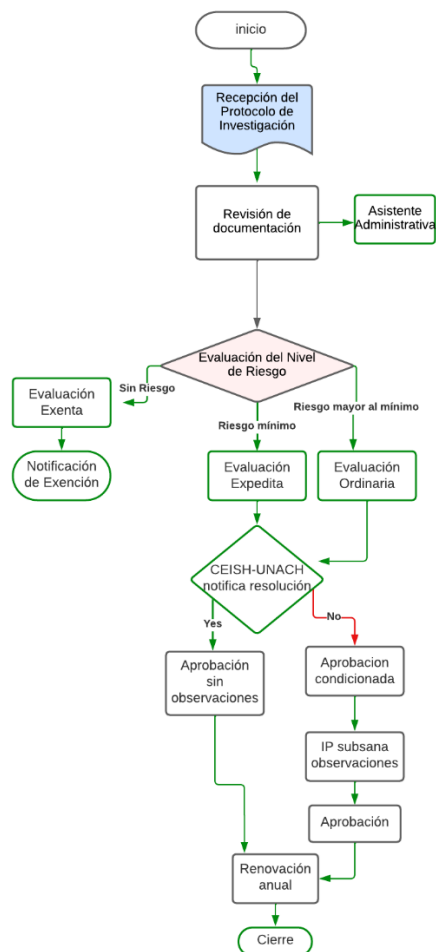 inicio
Recepción del
Protocolo de
Investigación
Revisión de
documentación
Asistente
Administrativa
Evaluación del Nivel
de Riesgo
Sin Riesgo
Riesgo mínimo
Riesgo mayor al mínimo
Evaluación
Exenta
Notificación
de Exención
Evaluación
Expedita
Evaluación
Ordinaria
CEISH-UNACH
notifica resolución
Yes
No
Aprobación
sin
observaciones
Aprobacion
condicionada
IP subsana
observaciones
Aprobación
Renovación
anual
Cierre